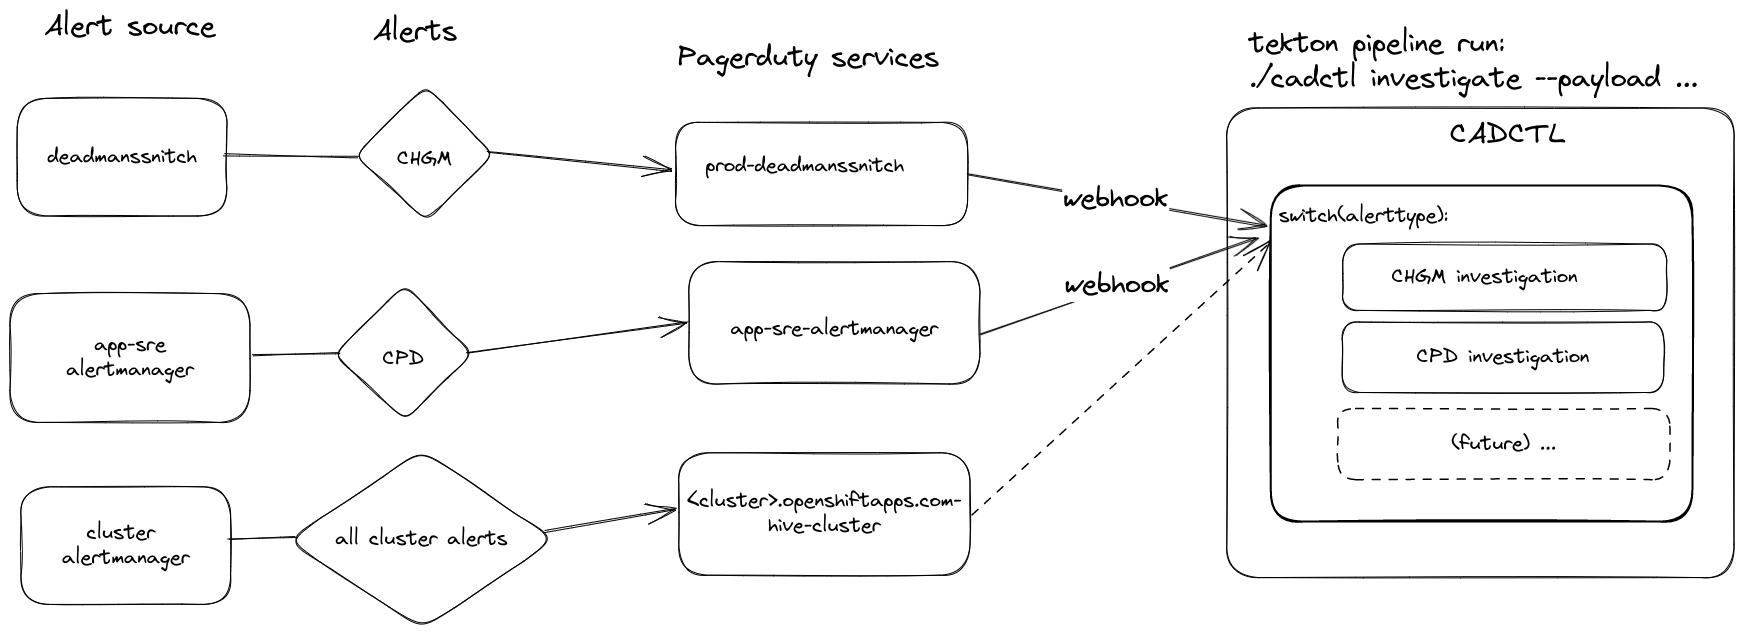 Alert source
Alerts
Pagerduty services
tekton pipeline run:
./cadctl investigate --payload ...
CADCTL
deadmanssnitch
CHGM
prod-deadmanssnitch
webhook
switch(alerttype):
CHGM investigation
app-sre
alertmanager
CPD
app-sre-alertmanager
webhook
CPD investigation
(future) ...
cluster
alertmanager
all cluster alerts
<cluster>.openshiftapps.com-
hive-cluster